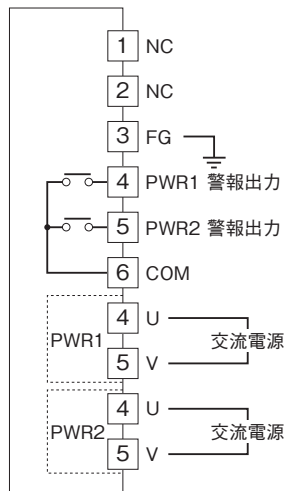 1 NC
2 NC
3 FG
4 PWR1 警報出力
5 PWR2 警報出力
6 COM
PWR1
4 U
5 V
交流電源
PWR2
4 U
5 V
交流電源